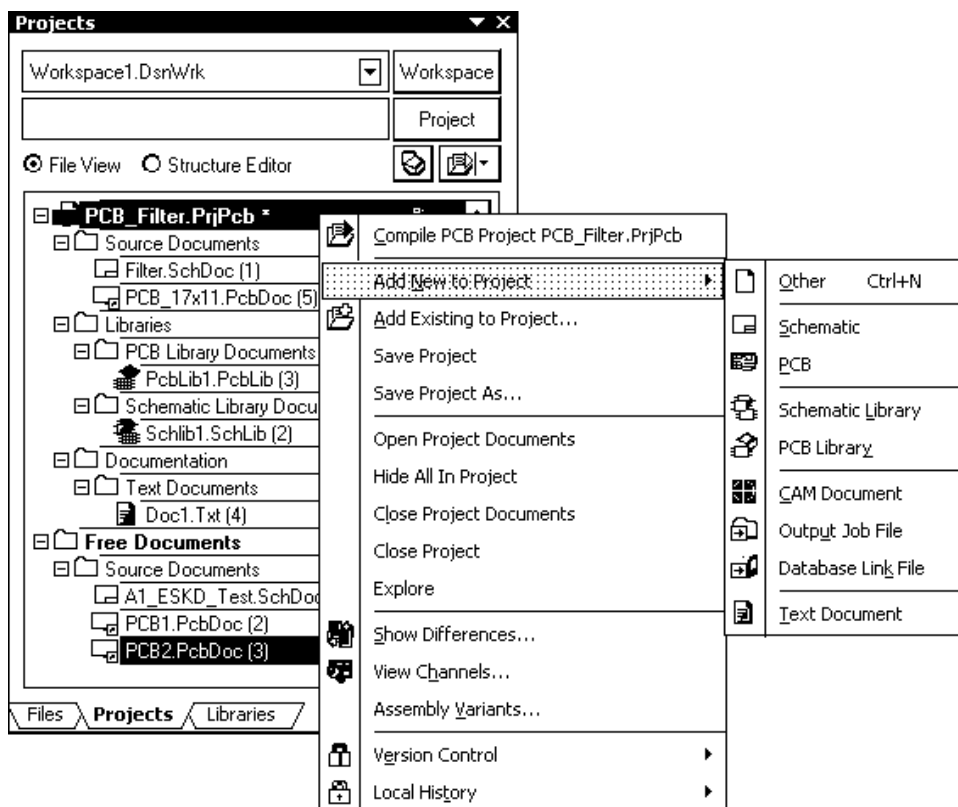 Projects
Workspace1.DsnWrk
Workspace
Project
File View
Structure Editor
PCB_Filter.PrjPcb *
Source Documents
Filter.SchDoc (1)
PCB_17x11.PcbDoc (5)
Libraries
PCB Library Documents
PcbLib1.PcbLib (3)
Schematic Library Docu
Schlib1.SchLib (2)
Documentation
Text Documents
Doc1.Txt (4)
Free Documents
Source Documents
A1_ESKD_Test.SchDoc
PCB1.PcbDoc (2)
PCB2.PcbDoc (3)
Files
Projects
Libraries
Compile PCB Project PCB_Filter.PrjPcb
Add New to Project
Add Existing to Project...
Save Project
Save Project As...
Open Project Documents
Hide All In Project
Close Project Documents
Close Project
Explore
Show Differences...
View Channels...
Assembly Variants...
Version Control
Local History
Other Ctrl+N
Schematic
PCB
Schematic Library
PCB Library
CAM Document
Output Job File
Database Link File
Text Document